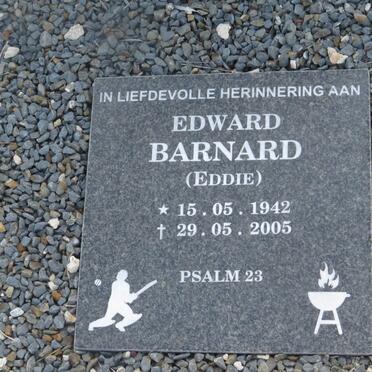 IN LIEFDEVOLLE HERINNERING AAN
EDWARD
BARNARD
(EDDIE)
★ 15 . 05 . 1942
† 29 . 05 . 2005
PSALM 23